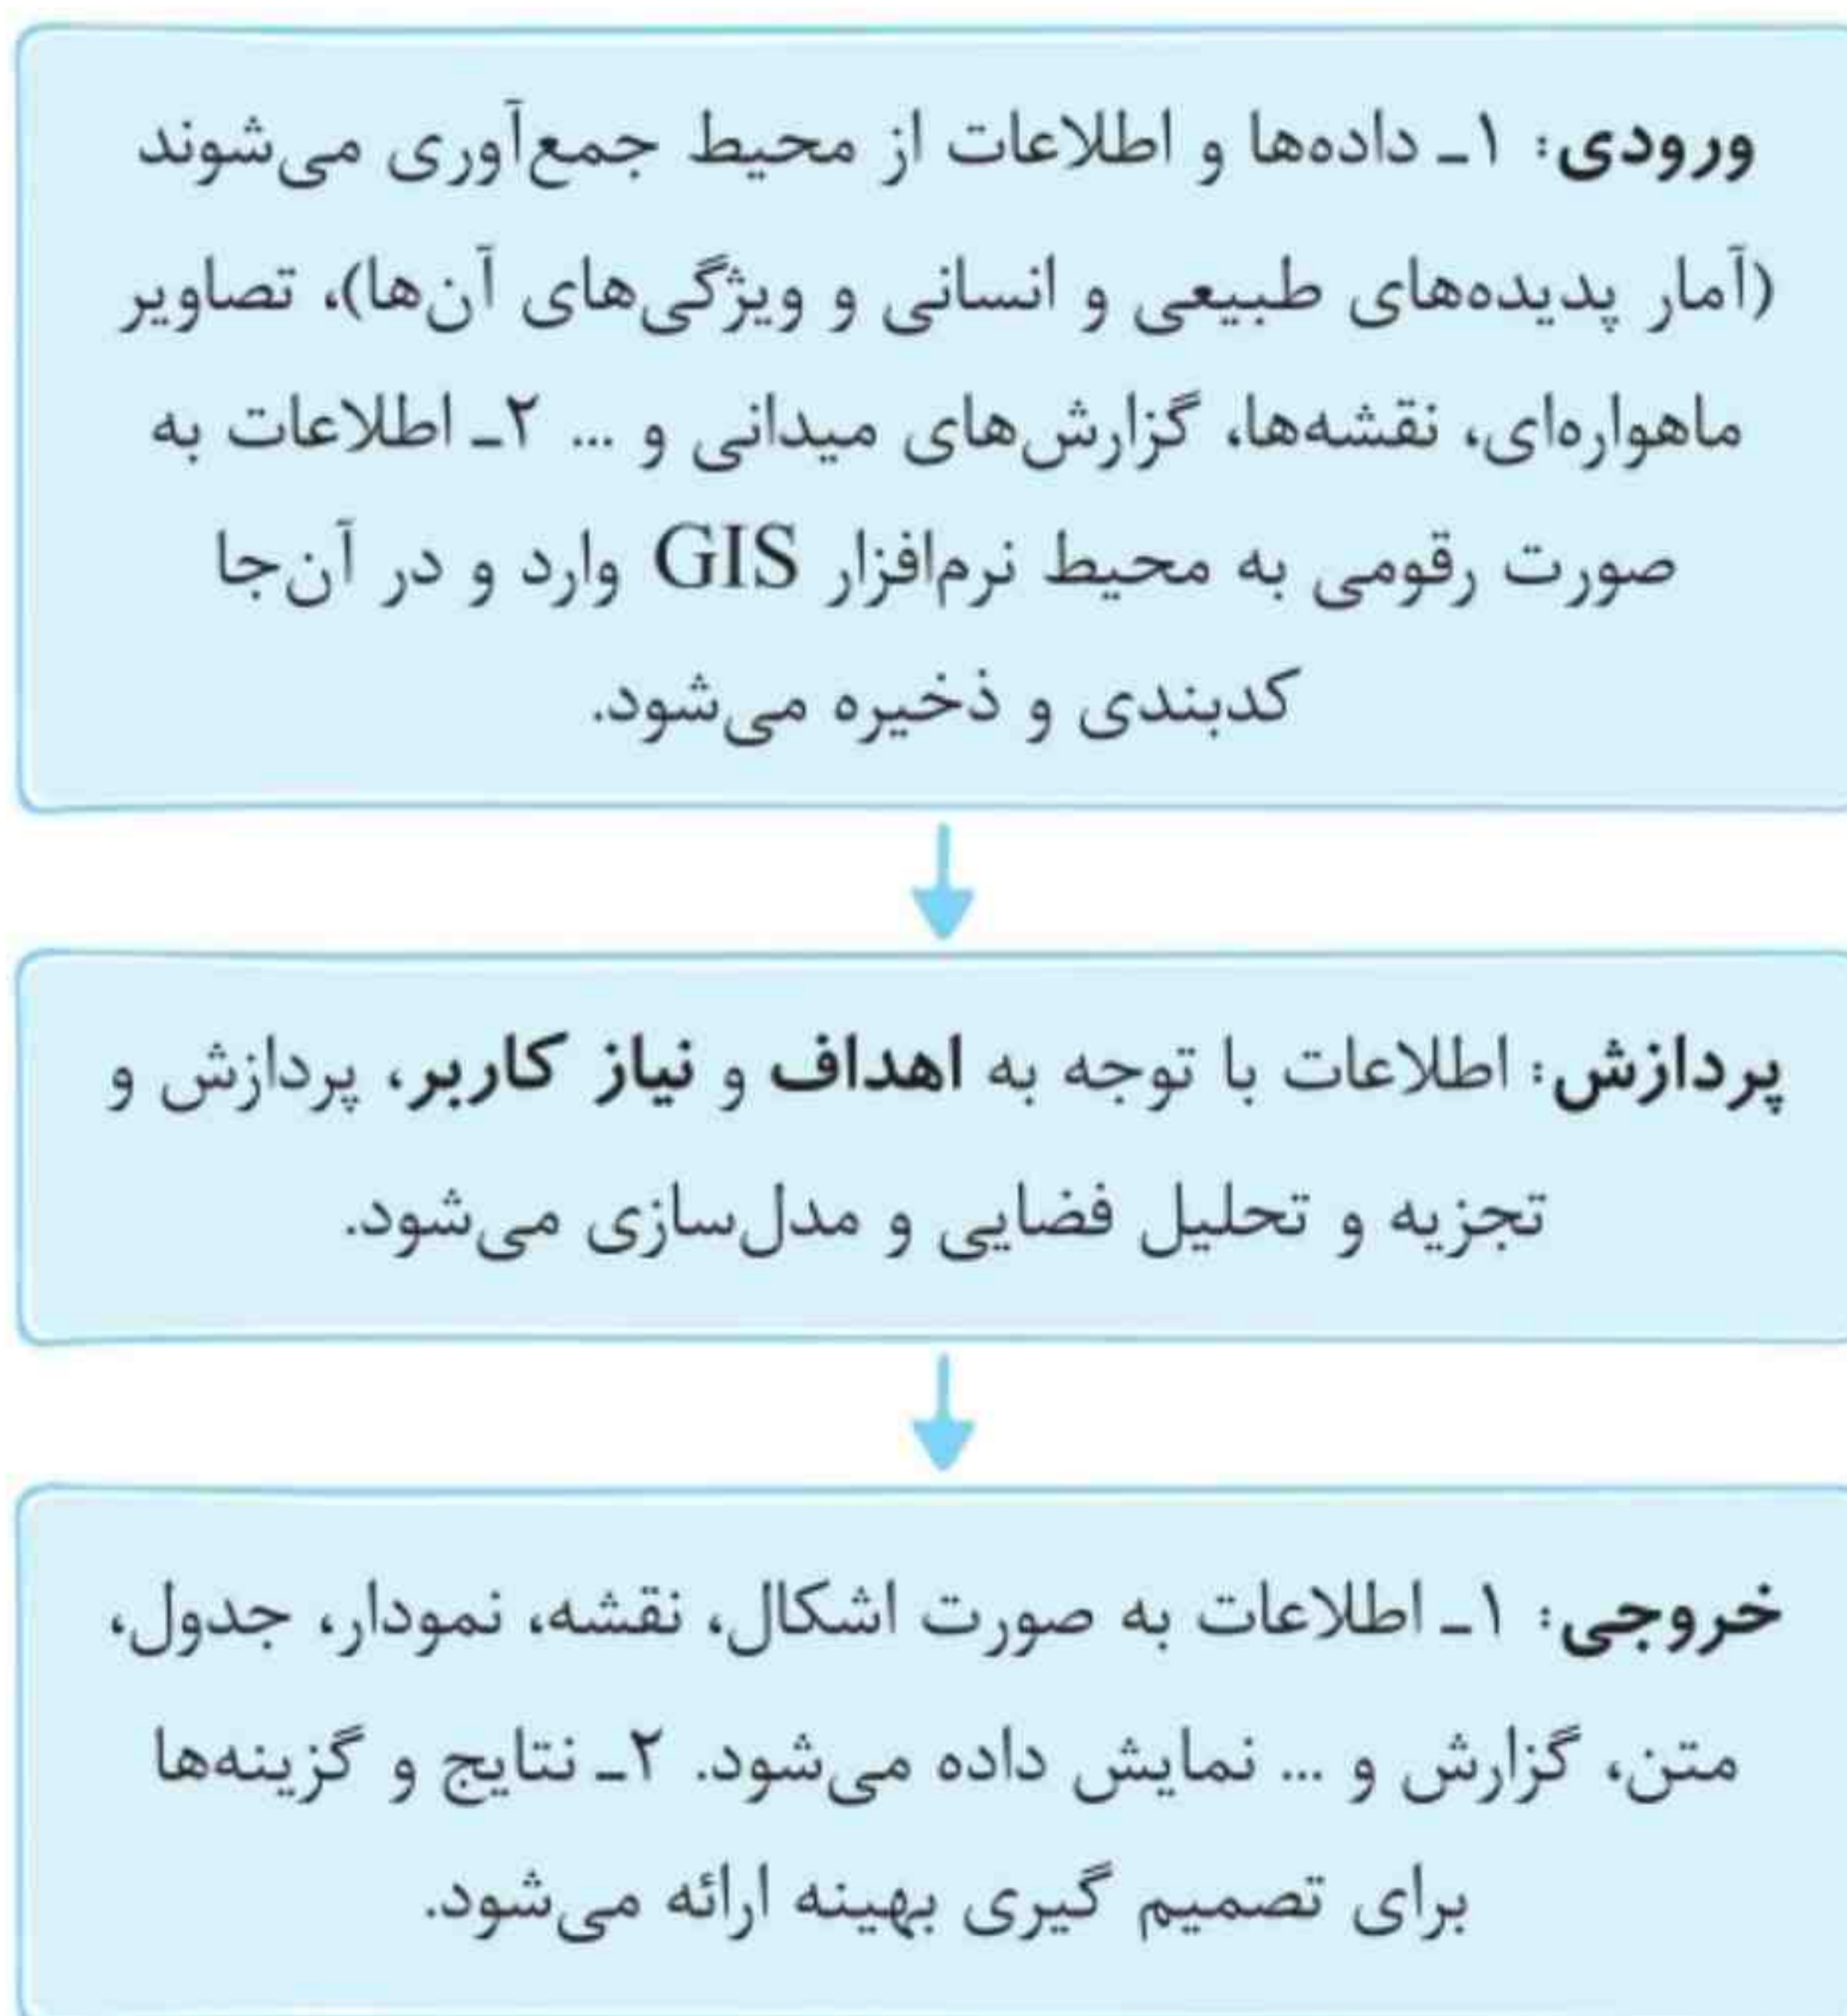 ورودی: ۱ـ داده‌ها و اطلاعات از محیط جمع‌آوری می‌شوند
(آمار پدیده‌های طبیعی و انسانی و ویژگی‌های آن‌ها)، تصاویر
ماهواره‌ای، نقشه‌ها، گزارش‌های میدانی و ... ۲ـ اطلاعات به
صورت رقومی به محیط نرم‌افزار GIS وارد و در آن‌جا
کدبندی و ذخیره می‌شود.
پردازش: اطلاعات با توجه به اهداف و نیاز کاربر، پردازش و
تجزیه و تحلیل فضایی و مدل‌سازی می‌شود.
خروجی: ۱ـ اطلاعات به صورت اشکال، نقشه، نمودار، جدول،
متن، گزارش و ... نمایش داده می‌شود. ۲ـ نتایج و گزینه‌ها
برای تصمیم گیری بهینه ارائه می‌شود.